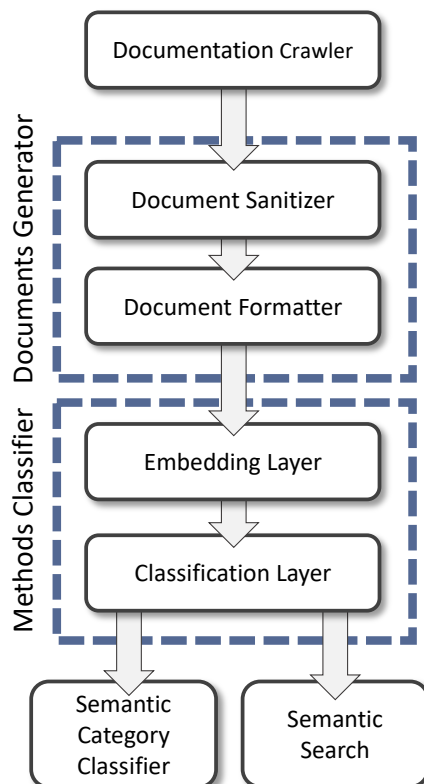 Documentation Crawler
Documents Generator
Document Sanitizer
Document Formatter
Methods Classifier
Embedding Layer
Classification Layer
Semantic
Category
Classifier
Semantic
Search